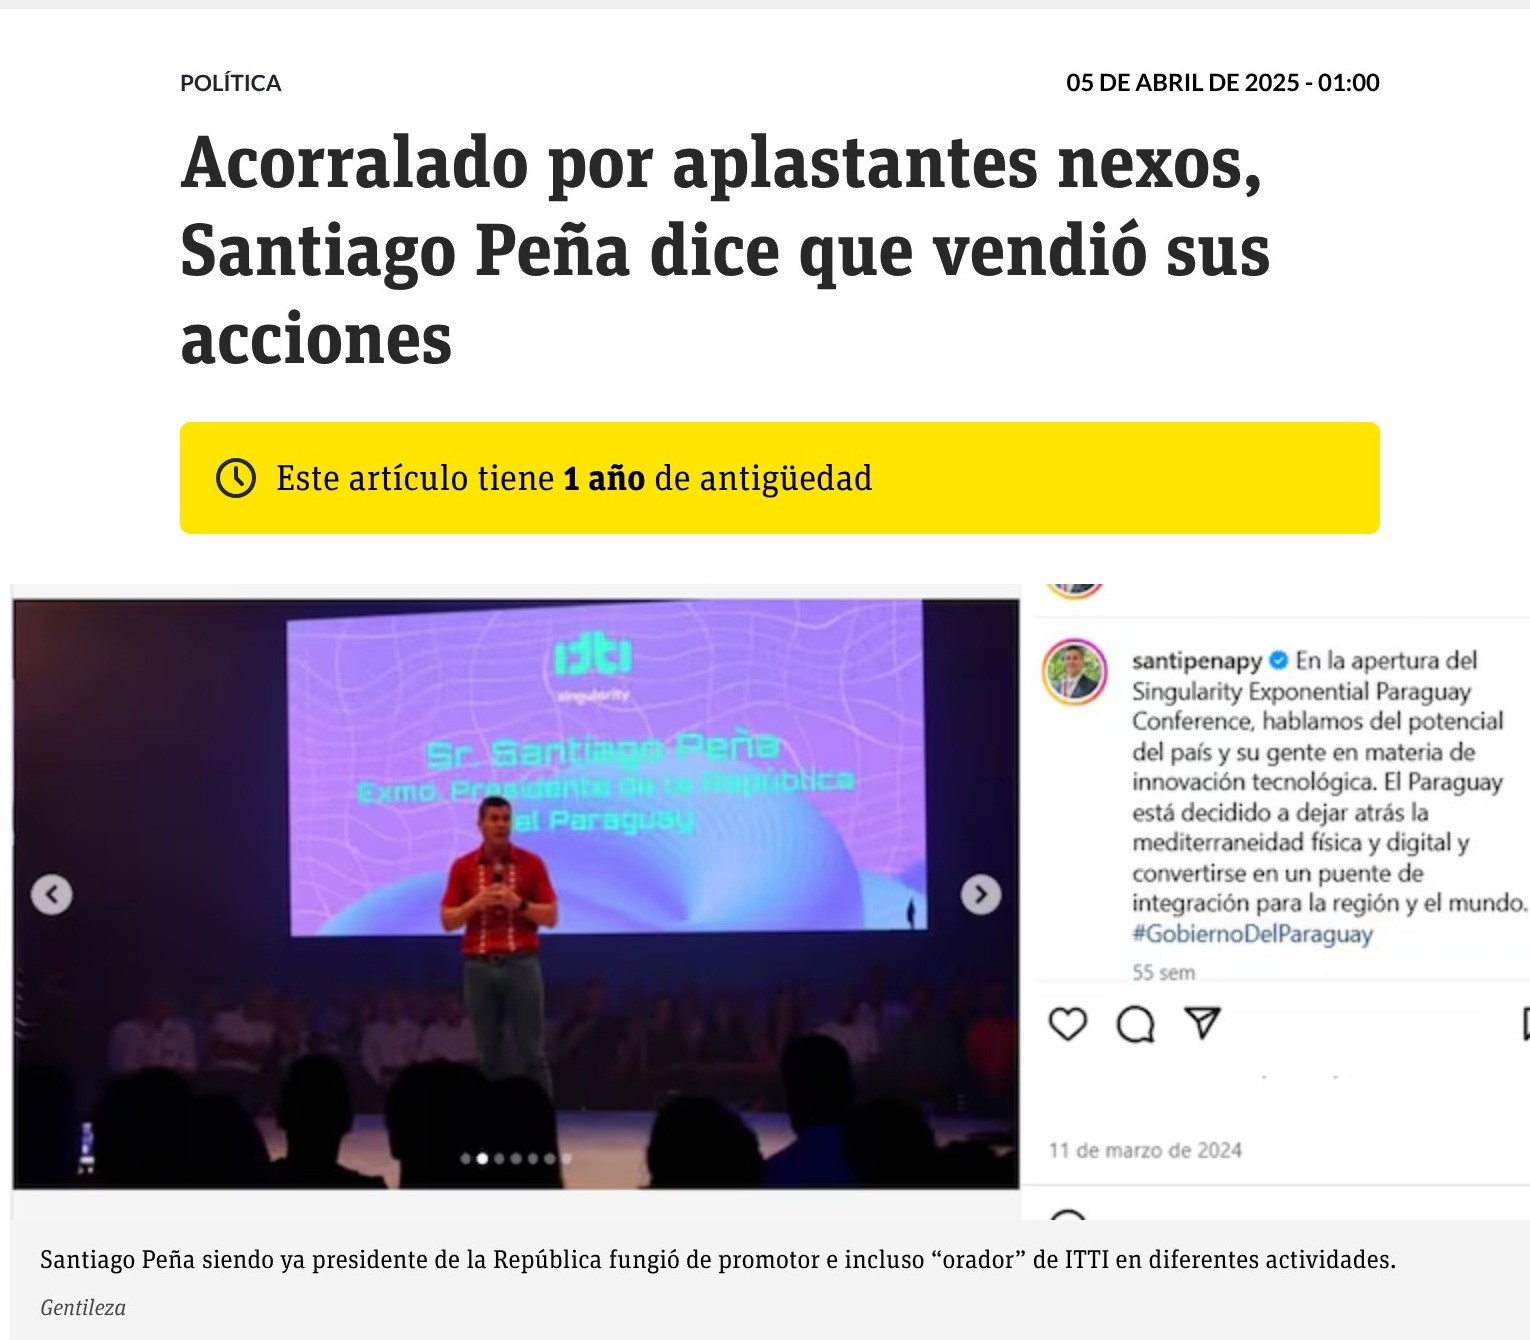 POLÍTICA
05 DE ABRIL DE 2025 - 01:00
Acorralado por aplastantes nexos,
Santiago Peña dice que vendió sus
acciones
Este artículo tiene 1 año de antigüedad
itti
singularity
Sr. Santiago Peña
Exmo. Presidente de la República
del Paraguay
santipenapy En la apertura del
Singularity Exponential Paraguay
Conference, hablamos del potencial
del país y su gente en materia de
innovación tecnológica. El Paraguay
está decidido a dejar atrás la
mediterraneidad física y digital y
convertirse en un puente de
integración para la región y el mundo.
#GobiernoDelParaguay
55 sem
11 de marzo de 2024
Santiago Peña siendo ya presidente de la República fungió de promotor e incluso “orador” de ITTI en diferentes actividades.
Gentileza